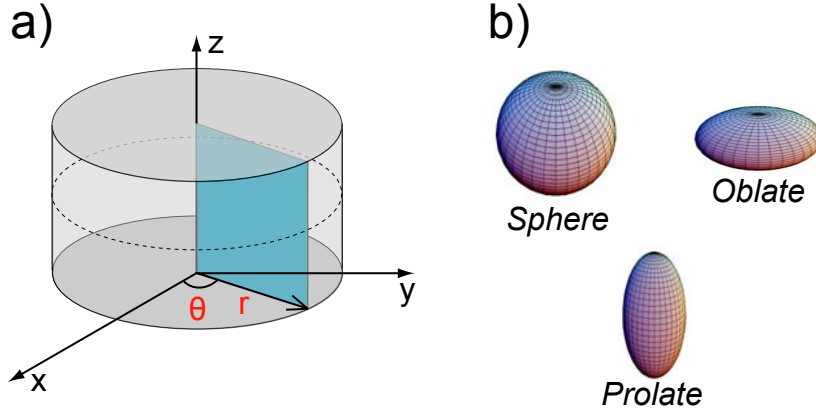 a)
z
y
x
θ
r
b)
Sphere
Oblate
Prolate